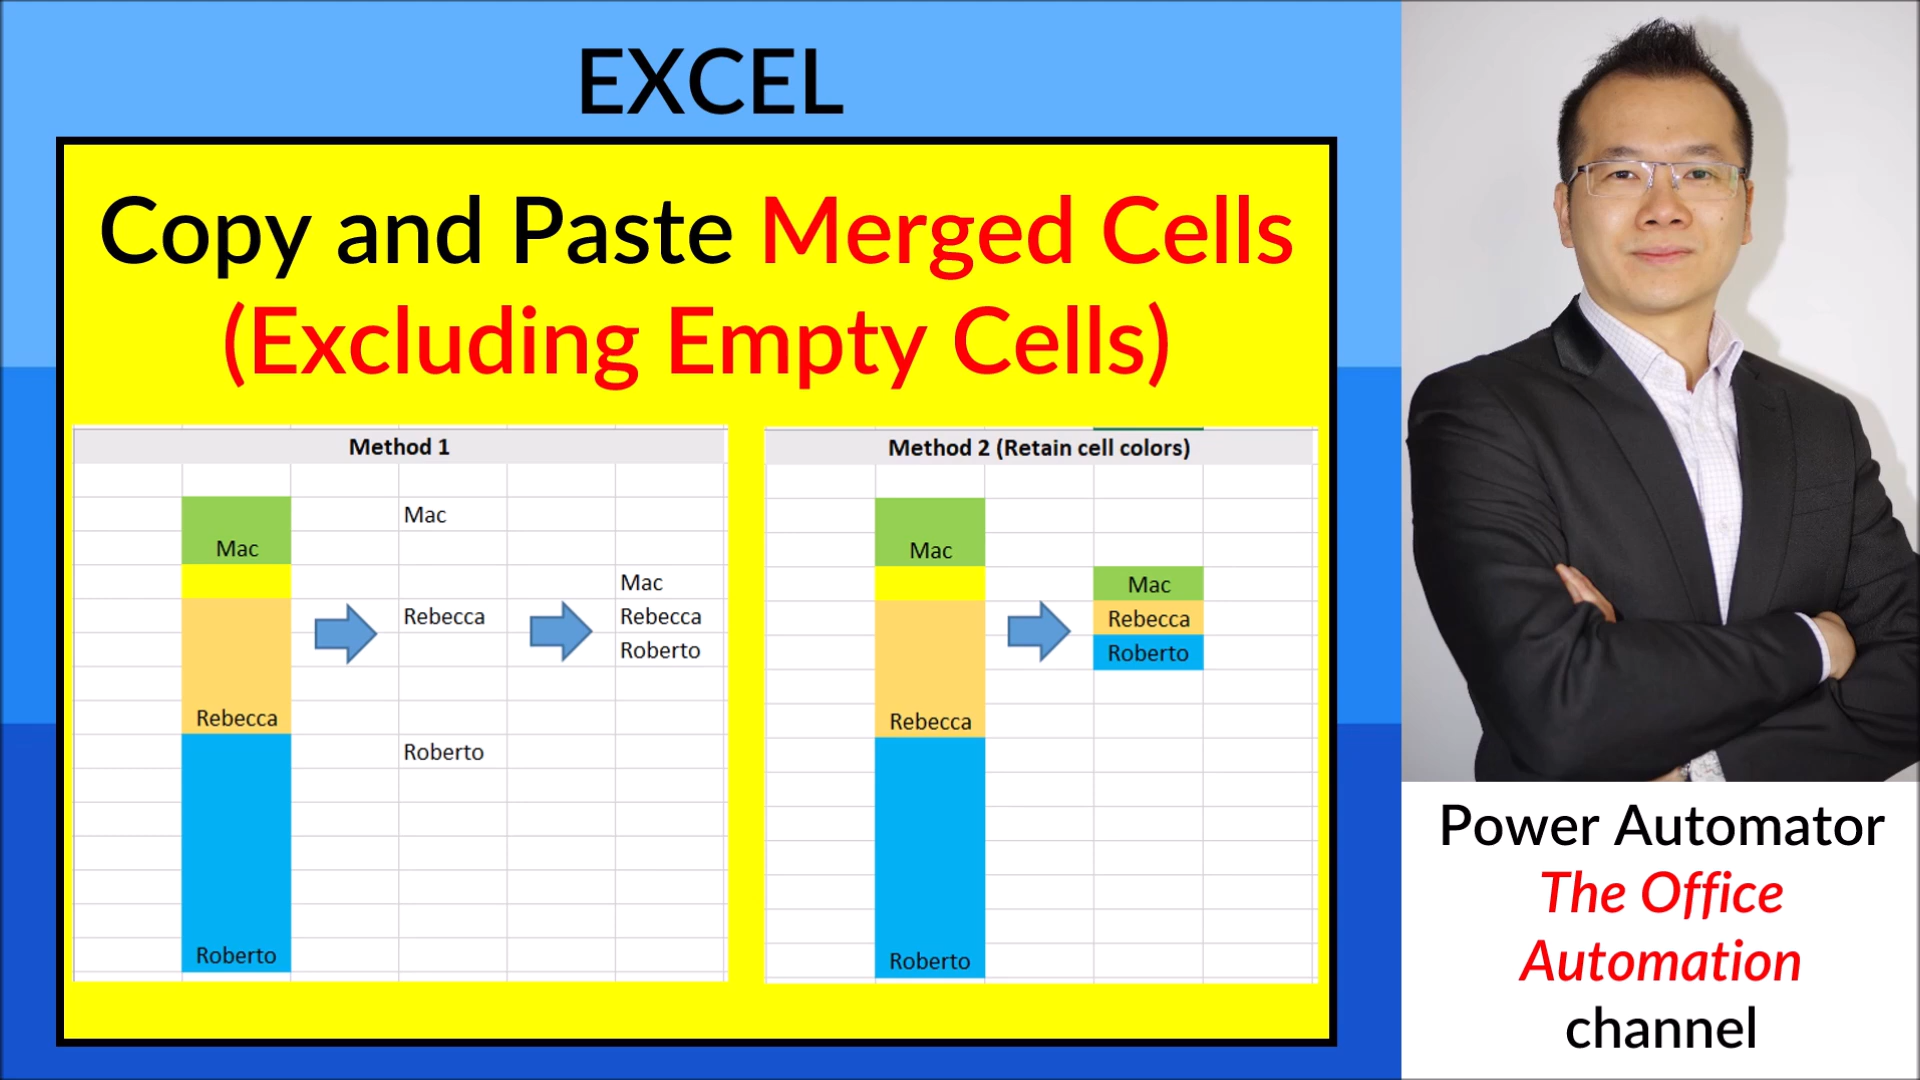 EXCEL
Copy and Paste Merged Cells
(Excluding Empty Cells)
Method 1
Mac
Rebecca
Roberto
Mac
Rebecca
Roberto
Mac
Rebecca
Roberto
Method 2 (Retain cell colors)
Mac
Rebecca
Roberto
Mac
Rebecca
Roberto
Power Automator
The Office
Automation
channel